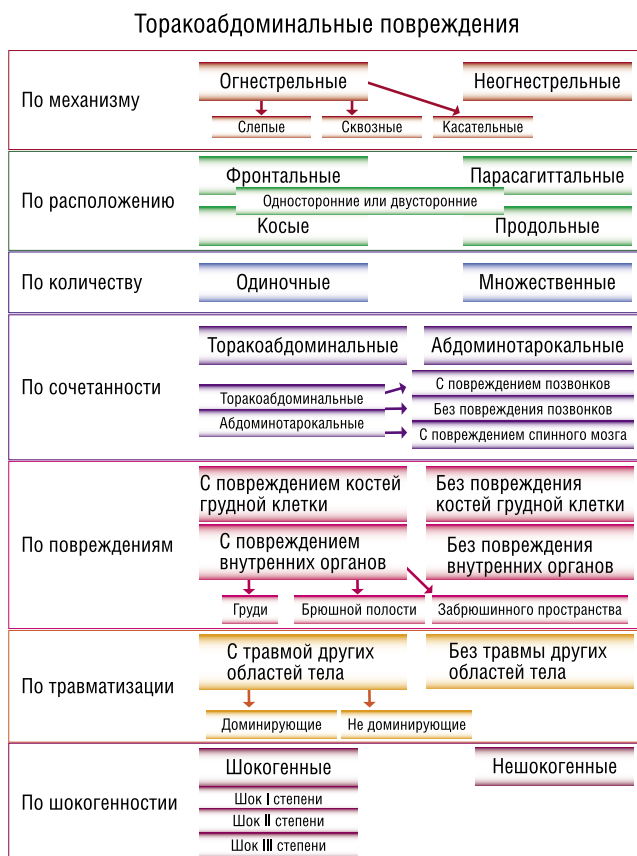 Торакоабдоминальные повреждения
По механизму
Огнестрельные
Неогнестрельные
Слепые
Сквозные
Касательные
По расположению
Фронтальные
Парасагиттальные
Односторонние или двусторонние
Косые
Продольные
По количеству
Одиночные
Множественные
По сочетанности
Торакоабдоминальные
Абдоминотарокальные
Торакоабдоминальные
Абдоминотарокальные
С повреждением позвонков
Без повреждения позвонков
С повреждением спинного мозга
По повреждениям
С повреждением костей
грудной клетки
Без повреждения
костей грудной клетки
С повреждением
внутренних органов
Без повреждения
внутренних органов
Груди
Брюшной полости
Забрюшинного пространства
По травматизации
С травмой других
областей тела
Без травмы других
областей тела
Доминирующие
Не доминирующие
По шокогенностии
Шокогенные
Нешокогенные
Шок I степени
Шок II степени
Шок III степени